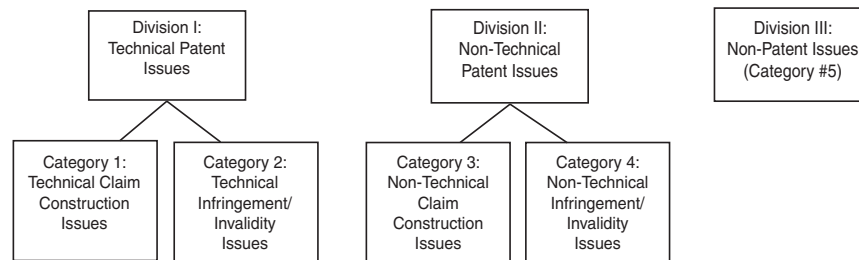 Division I:
Technical Patent
Issues
Division II:
Non-Technical
Patent Issues
Division III:
Non-Patent Issues
(Category #5)
Category 1:
Technical Claim
Construction
Issues
Category 2:
Technical
Infringement/
Invalidity
Issues
Category 3:
Non-Technical
Claim
Construction
Issues
Category 4:
Non-Technical
Infringement/
Invalidity
Issues